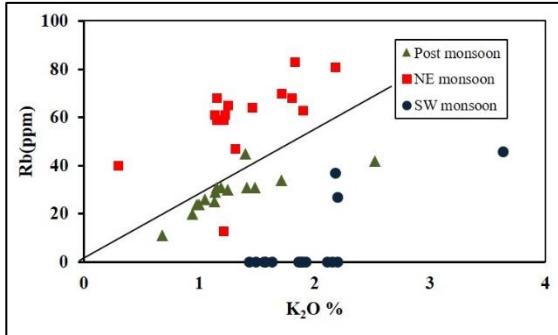 100
80
60
40
20
0
Rb(ppm)
Post monsoon
NE monsoon
SW monsoon
0 1 2 3 4
K₂O %